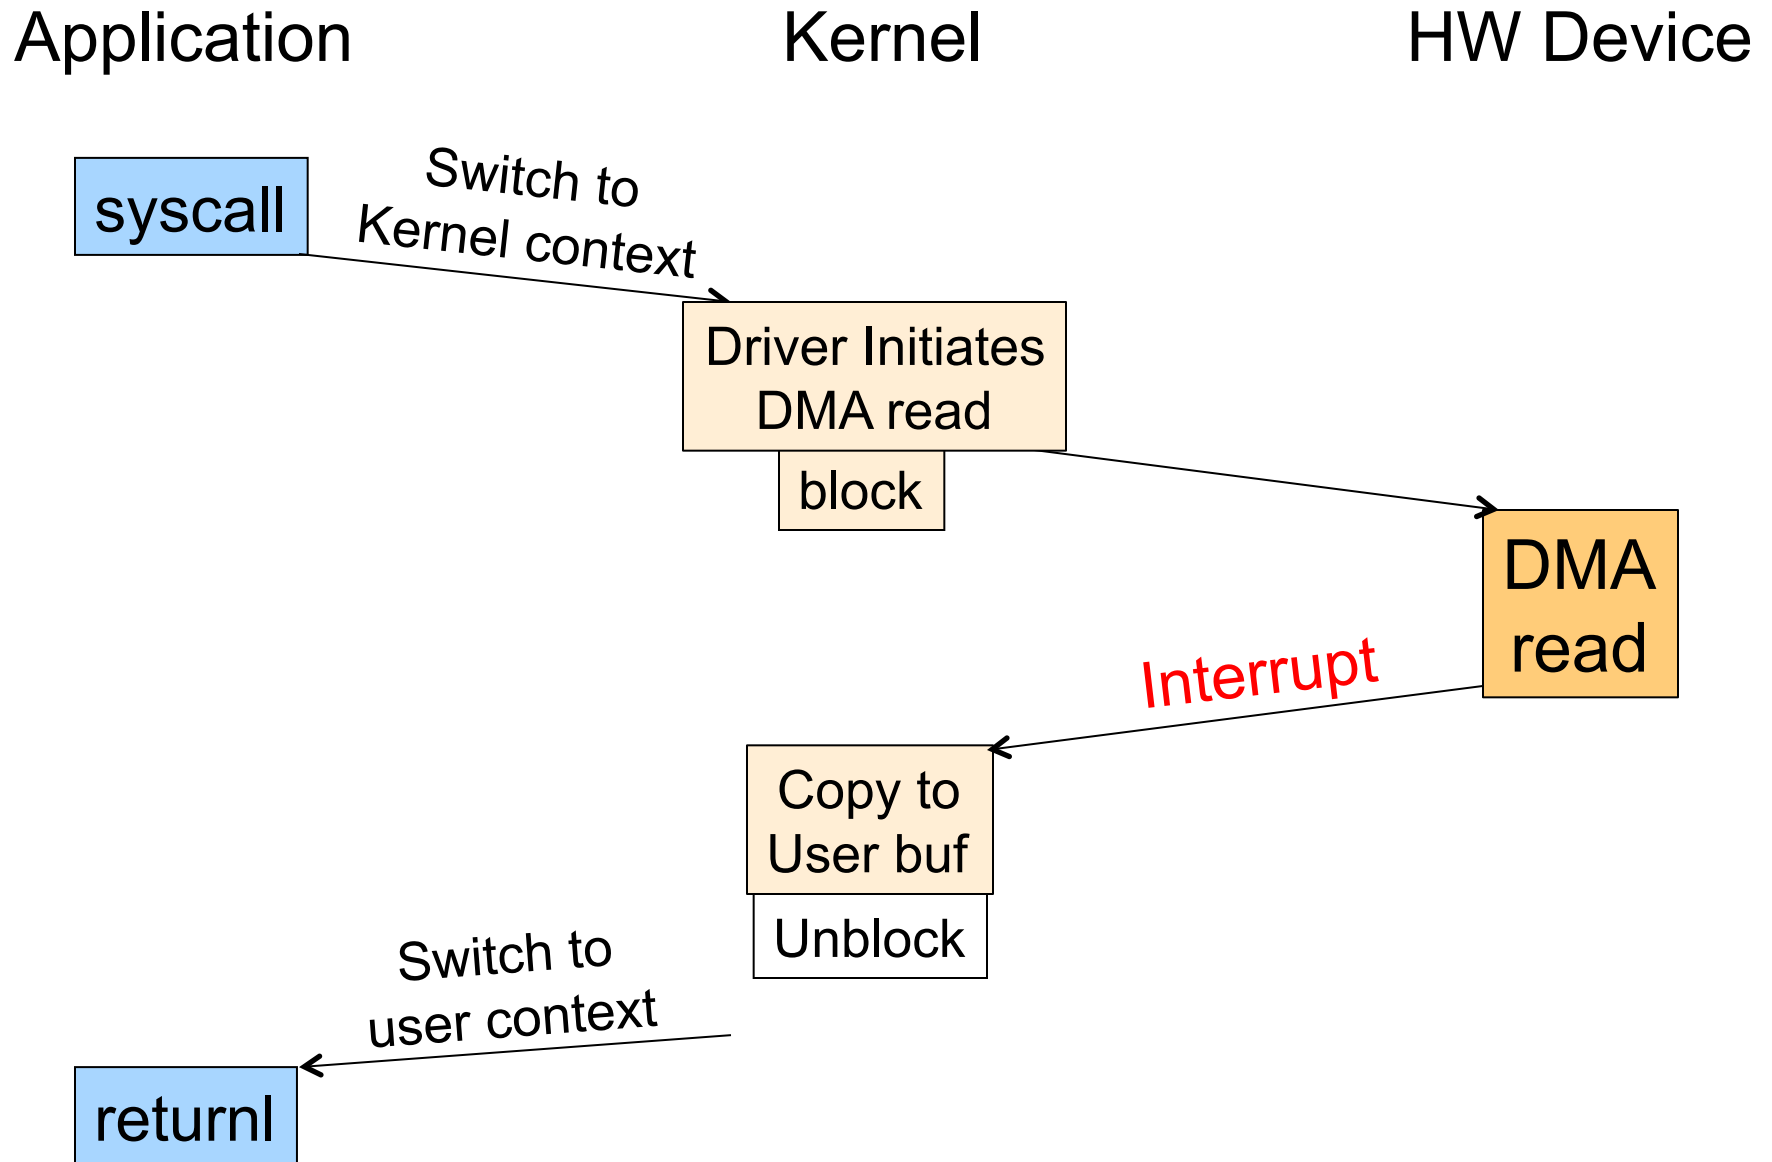 Application
Kernel
HW Device
syscall
Switch to
Kernel context
Driver Initiates
DMA read
block
DMA
read
Interrupt
Copy to
User buf
Unblock
Switch to
user context
returnl